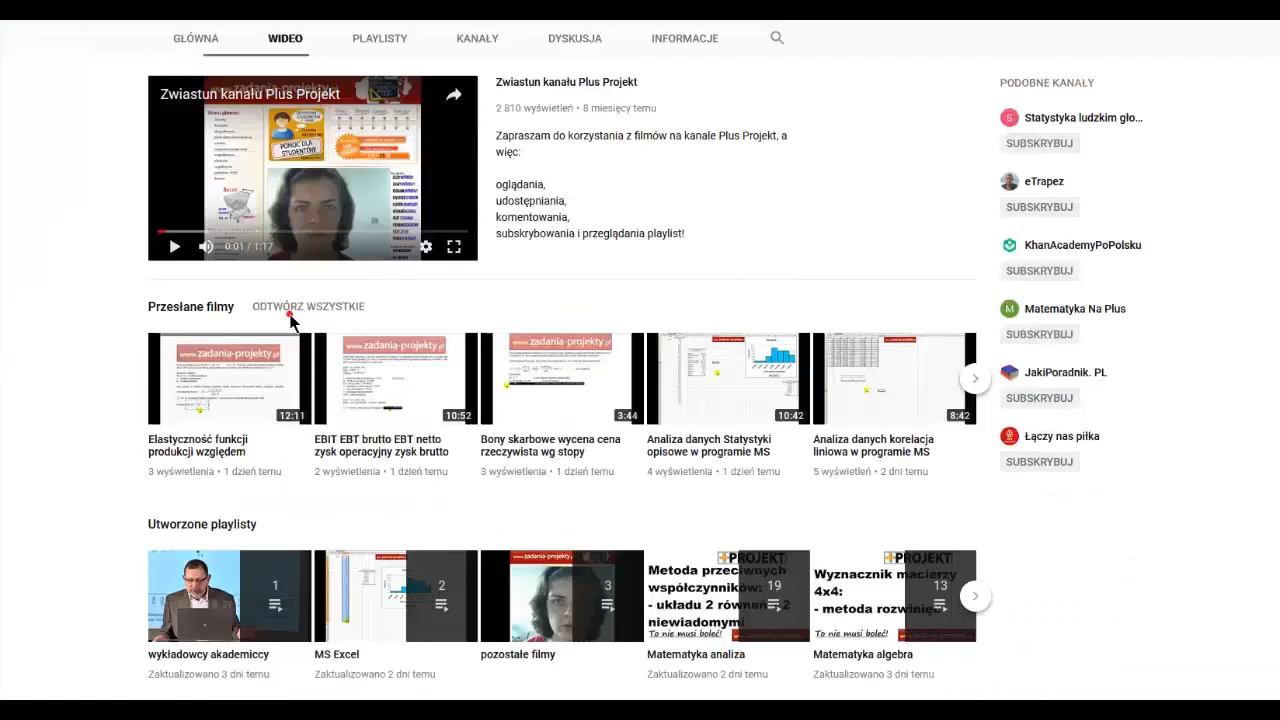 GŁÓWNA WIDEO PLAYLISTY KANAŁY DYSKUSJA INFORMACJE
Zwiastun kanału Plus Projekt
POMOC DLA
STUDENTÓW
0:01 / 1:17
Zwiastun kanału Plus Projekt
2 810 wyświetleń • 8 miesięcy temu
Zapraszam do korzystania z filmów na kanale Plus Projekt, a
więc:
oglądania,
udostępniania,
komentowania,
subskrybowania i przeglądania playlist!
PODOBNE KANAŁY
S Statystyka ludzkim gło...
SUBSKRYBUJ
eTrapez
SUBSKRYBUJ
KhanAcademyPoPolsku
SUBSKRYBUJ
M Matematyka Na Plus
SUBSKRYBUJ
JakiPoradnik. PL
SUBSKRYBUJ
Łączy nas piłka
SUBSKRYBUJ
Przesłane filmy ODTWÓRZ WSZYSTKIE
www.zadania-projekty.pl
12:11
Elastyczność funkcji
produkcji względem
3 wyświetlenia • 1 dzień temu
www.zadania-projekty.pl
10:52
EBIT EBT brutto EBT netto
zysk operacyjny zysk brutto
2 wyświetlenia • 1 dzień temu
www.zadania-projekty.pl
3:44
Bony skarbowe wycena cena
rzeczywista wg stopy
3 wyświetlenia • 1 dzień temu
10:42
Analiza danych Statystyki
opisowe w programie MS
4 wyświetlenia • 1 dzień temu
8:42
Analiza danych korelacja
liniowa w programie MS
5 wyświetleń • 2 dni temu
Utworzone playlisty
1
wykładowcy akademiccy
Zaktualizowano 3 dni temu
2
MS Excel
Zaktualizowano 2 dni temu
www.zadania-projekty.pl
3
pozostałe filmy
PROJEKT
Metoda przeciwnych
współczynników:
- układu 2 równań 2
niewiadomymi
To nie musi boleć!
19
Matematyka analiza
Zaktualizowano 2 dni temu
PROJEKT
Wyznacznik macierzy
4x4:
- metoda rozwinięc
To nie musi boleć!
13
Matematyka algebra
Zaktualizowano 3 dni temu